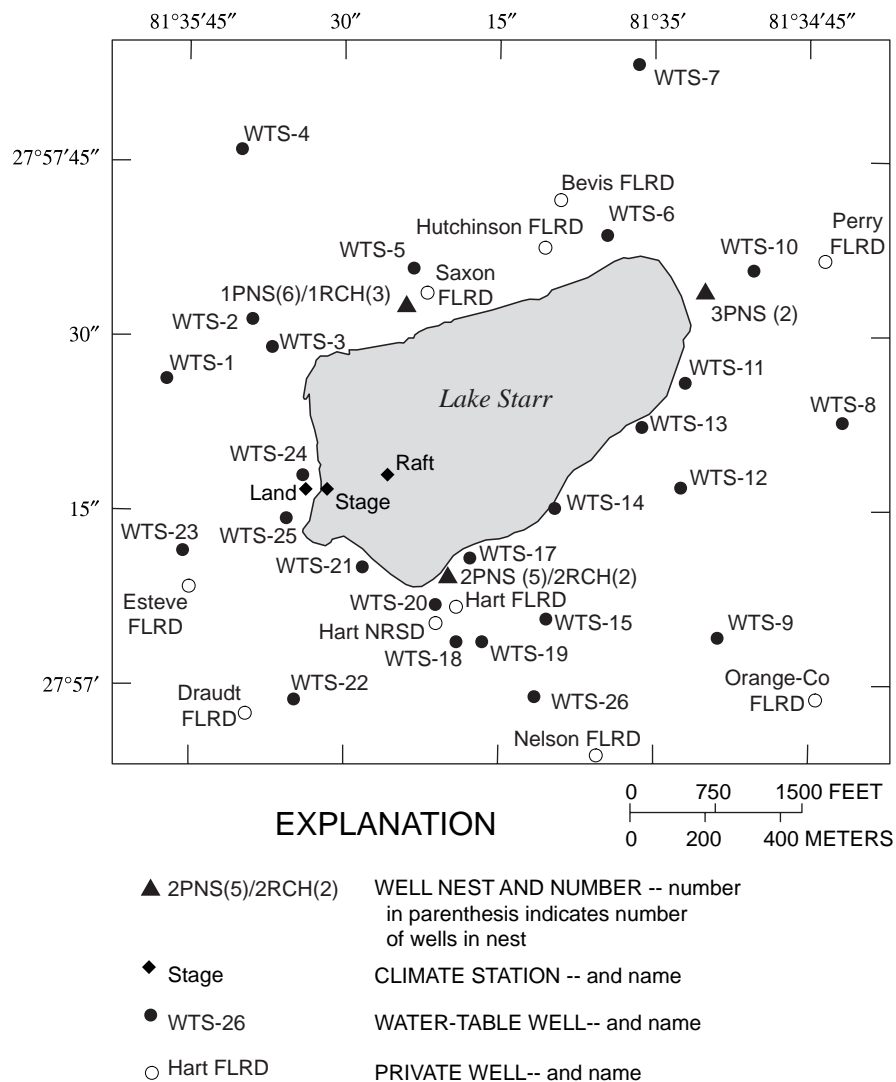 81°35′45″
30″
15″
81°35′
81°34′45″
WTS-7
WTS-4
27°57′45″
Bevis FLRD
WTS-6
Hutchinson FLRD
Perry
FLRD
WTS-10
WTS-5
Saxon
FLRD
1PNS(6)/1RCH(3)
3PNS (2)
WTS-2
WTS-3
30″
WTS-1
WTS-11
Lake Starr
WTS-8
WTS-13
WTS-24
Raft
WTS-12
Land
Stage
WTS-14
15″
WTS-23
WTS-25
WTS-17
WTS-21
2PNS (5)/2RCH(2)
Esteve
FLRD
WTS-20
Hart FLRD
WTS-15
Hart NRSD
WTS-9
WTS-18
WTS-19
27°57′
WTS-22
Orange-Co
FLRD
Draudt
FLRD
WTS-26
Nelson FLRD
0 750 1500 FEET
0 200 400 METERS
EXPLANATION
2PNS(5)/2RCH(2) WELL NEST AND NUMBER -- number
in parenthesis indicates number
of wells in nest
Stage CLIMATE STATION -- and name
WTS-26 WATER-TABLE WELL-- and name
Hart FLRD PRIVATE WELL-- and name